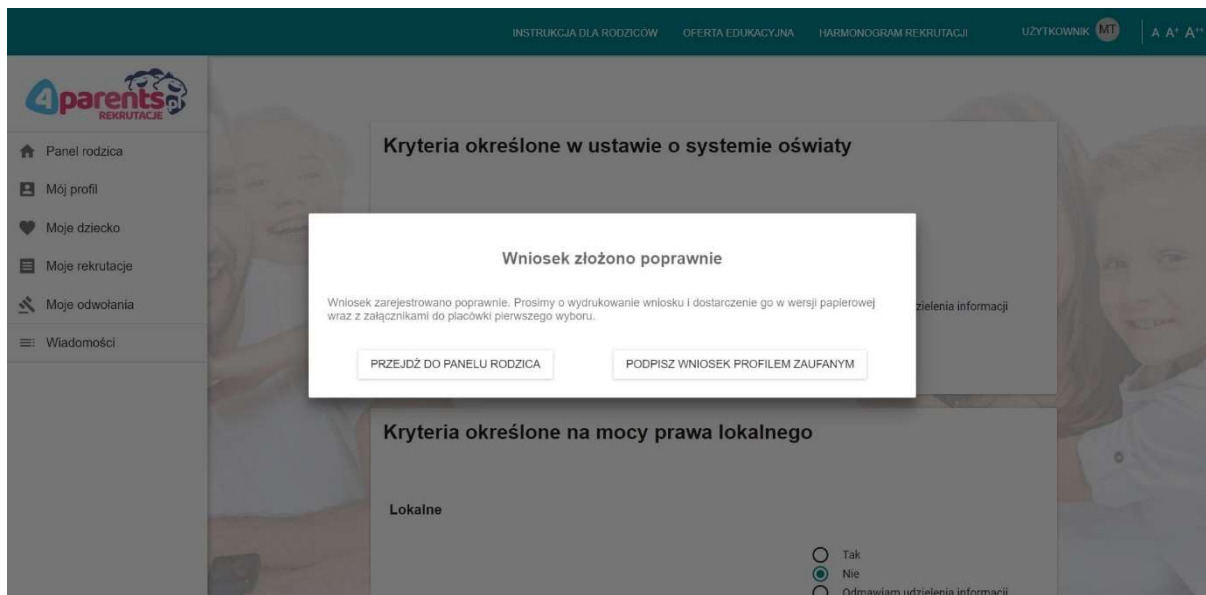 INSTRUKCJA DLA RODZICÓW OFERTA EDUKACYJNA HARMONOGRAM REKRUTACJI UŻYTKOWNIK MT A A+ A++
4parents.pl
REKRUTACJE
Panel rodzica
Mój profil
Moje dziecko
Moje rekrutacje
Moje odwołania
Wiadomości
Kryteria określone w ustawie o systemie oświaty
Wniosek złożono poprawnie
Wniosek zarejestrowano poprawnie. Prosimy o wydrukowanie wniosku i dostarczenie go w wersji papierowej
wraz z załącznikami do placówki pierwszego wyboru.
PRZEJDŹ DO PANELU RODZICA PODPISZ WNIOSEK PROFILEM ZAUFANYM
zielenia informacji
Kryteria określone na mocy prawa lokalnego
Lokalne
Tak
Nie
Odmawiam udzielenia informacji